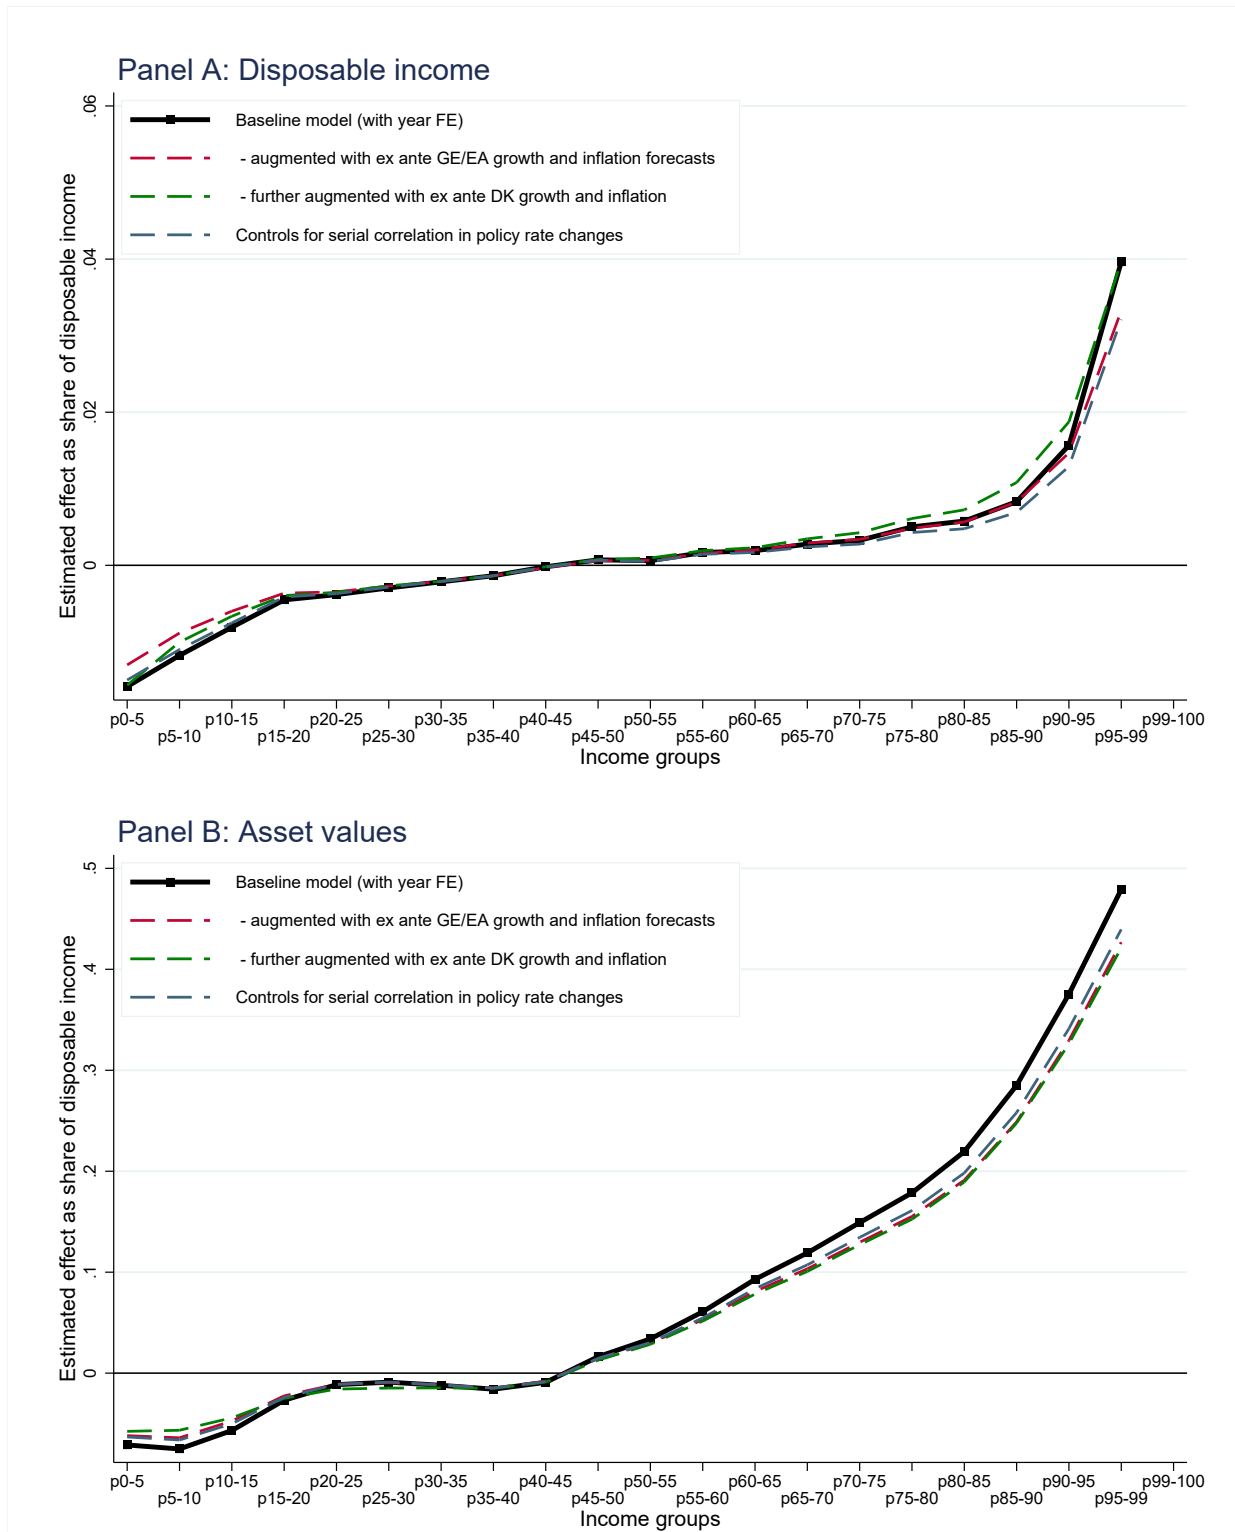 Panel A: Disposable income
Baseline model (with year FE)
- augmented with ex ante GE/EA growth and inflation forecasts
- further augmented with ex ante DK growth and inflation
Controls for serial correlation in policy rate changes
Estimated effect as share of disposable income
.06
.04
.02
0
p0-5 p10-15 p20-25 p30-35 p40-45 p50-55 p60-65 p70-75 p80-85 p90-95 p99-100
p5-10 p15-20 p25-30 p35-40 p45-50 p55-60 p65-70 p75-80 p85-90 p95-99
Income groups
Panel B: Asset values
Baseline model (with year FE)
- augmented with ex ante GE/EA growth and inflation forecasts
- further augmented with ex ante DK growth and inflation
Controls for serial correlation in policy rate changes
Estimated effect as share of disposable income
.5
.4
.3
.2
.1
0
p0-5 p10-15 p20-25 p30-35 p40-45 p50-55 p60-65 p70-75 p80-85 p90-95 p99-100
p5-10 p15-20 p25-30 p35-40 p45-50 p55-60 p65-70 p75-80 p85-90 p95-99
Income groups